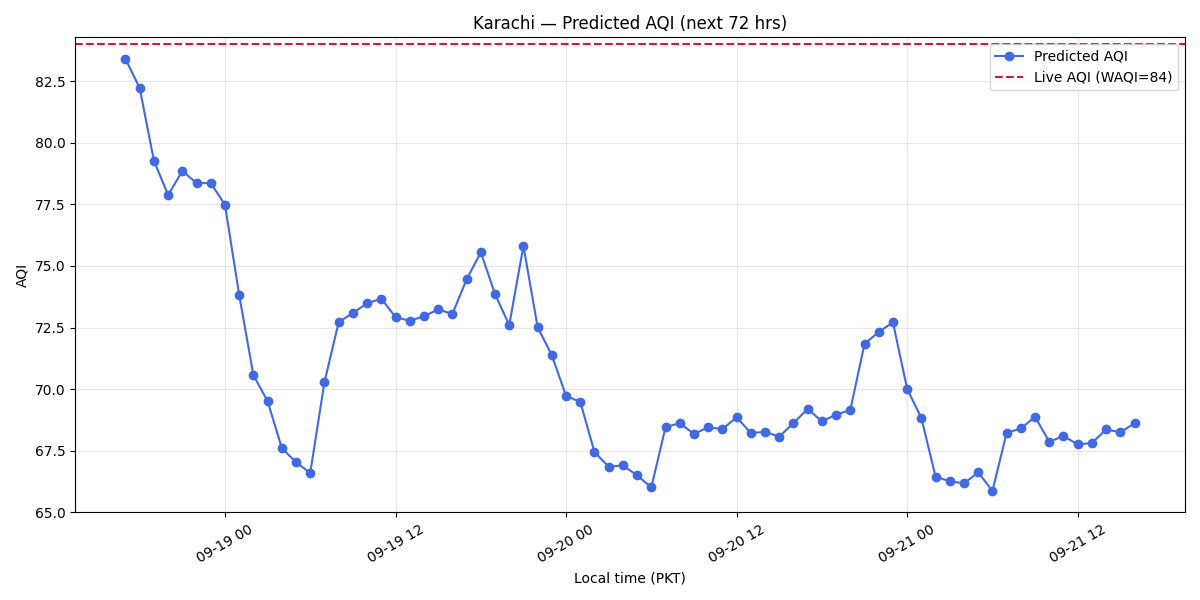 Karachi — Predicted AQI (next 72 hrs)
Predicted AQI
Live AQI (WAQI=84)
AQI
82.5
80.0
77.5
75.0
72.5
70.0
67.5
65.0
09-19 00
09-19 12
09-20 00
09-20 12
09-21 00
09-21 12
Local time (PKT)